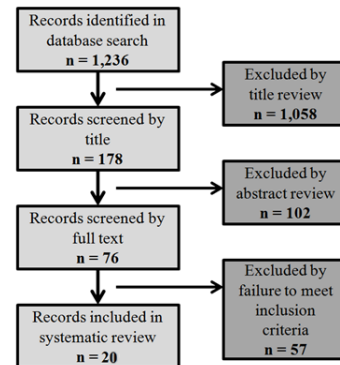 Records identified in
database search
n = 1,236
Excluded by
title review
n = 1,058
Records screened by
title
n = 178
Excluded by
abstract review
n = 102
Records screened by
full text
n = 76
Excluded by
failure to meet
inclusion
criteria
n = 57
Records included in
systematic review
n = 20